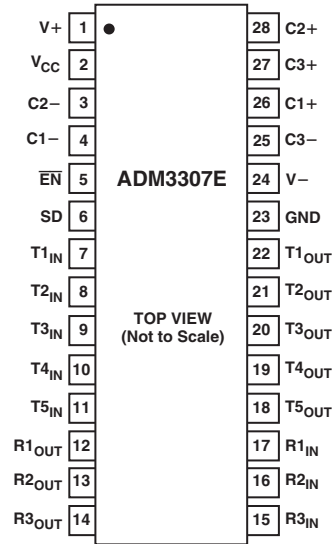 V+ 1 28 C2+
VCC 2 27 C3+
C2– 3 26 C1+
C1– 4 25 C3–
EN 5 ADM3307E 24 V–
SD 6 23 GND
T1IN 7 22 T1OUT
T2IN 8 21 T2OUT
T3IN 9 TOP VIEW 20 T3OUT
(Not to Scale)
T4IN 10 19 T4OUT
T5IN 11 18 T5OUT
R1OUT 12 17 R1IN
R2OUT 13 16 R2IN
R3OUT 14 15 R3IN